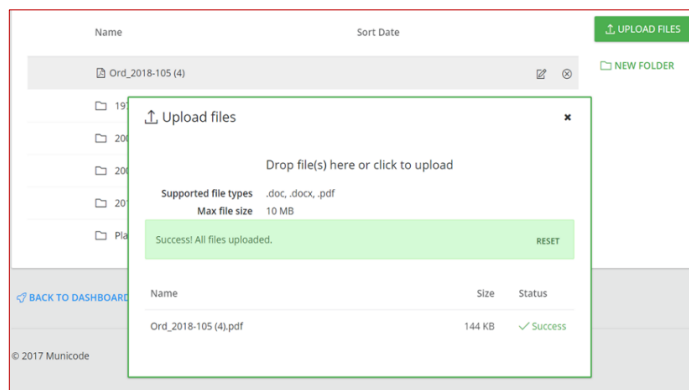 Name Sort Date
UPLOAD FILES
Ord_2018-105 (4)
NEW FOLDER
Upload files
Drop file(s) here or click to upload
Supported file types .doc, .docx, .pdf
Max file size 10 MB
Success! All files uploaded. RESET
Name Size Status
Ord_2018-105 (4).pdf 144 KB Success
BACK TO DASHBOARD
© 2017 Municode